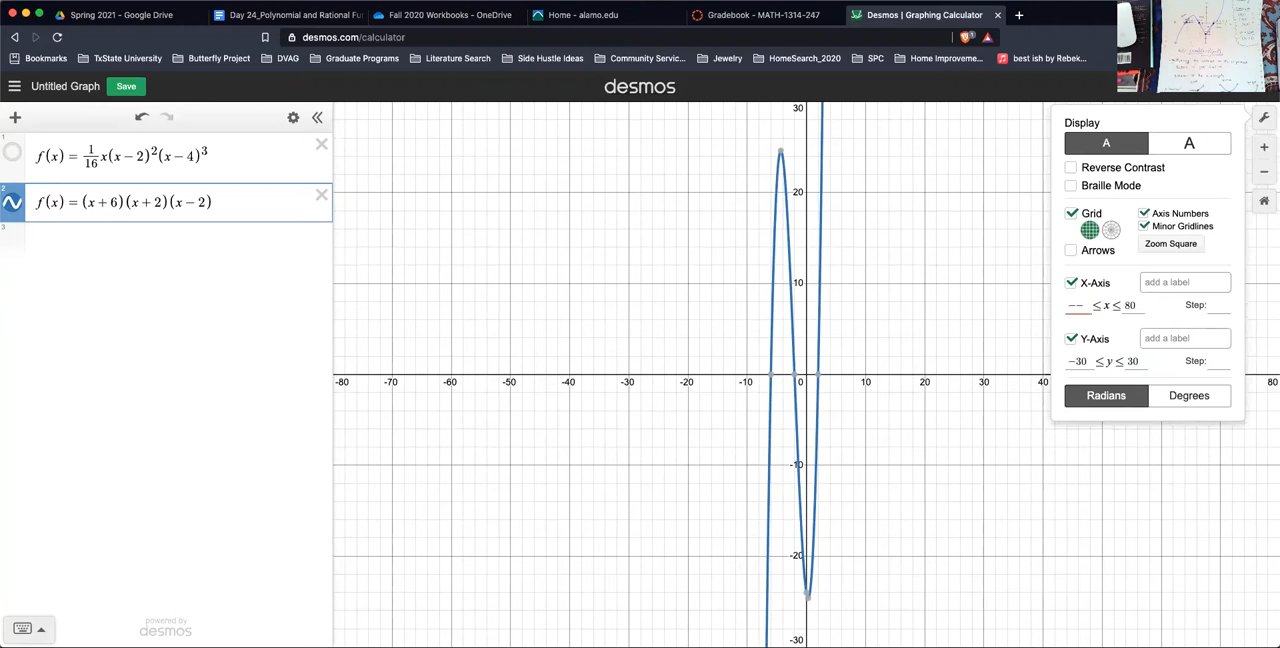 Spring 2021 - Google Drive
Day 24_Polynomial and Rational Fu
Fall 2020 Workbooks - OneDrive
Home - alamo.edu
Gradebook - MATH-1314-247
Desmos | Graphing Calculator
desmos.com/calculator
Bookmarks
TxState University
Butterfly Project
DVAC
Graduate Programs
Literature Search
Side Hustle Ideas
Community Servic...
Jewelry
HomeSearch_2020
SPC
Home Improveme...
best ish by Rebek...
Untitled Graph
Save
desmos
1
f(x) = 1/16 x(x − 2)²(x − 4)³
2
f(x) = (x + 6)(x + 2)(x − 2)
3
powered by
desmos
30
20
10
-10
-20
-30
-80 -70 -60 -50 -40 -30 -20 -10 0 10 20 30 40 80
Display
A A
Reverse Contrast
Braille Mode
Grid
Axis Numbers
Minor Gridlines
Arrows
Zoom Square
X-Axis
add a label
-- ≤ x ≤ 80
Step:
Y-Axis
add a label
−30 ≤ y ≤ 30
Step:
Radians
Degrees